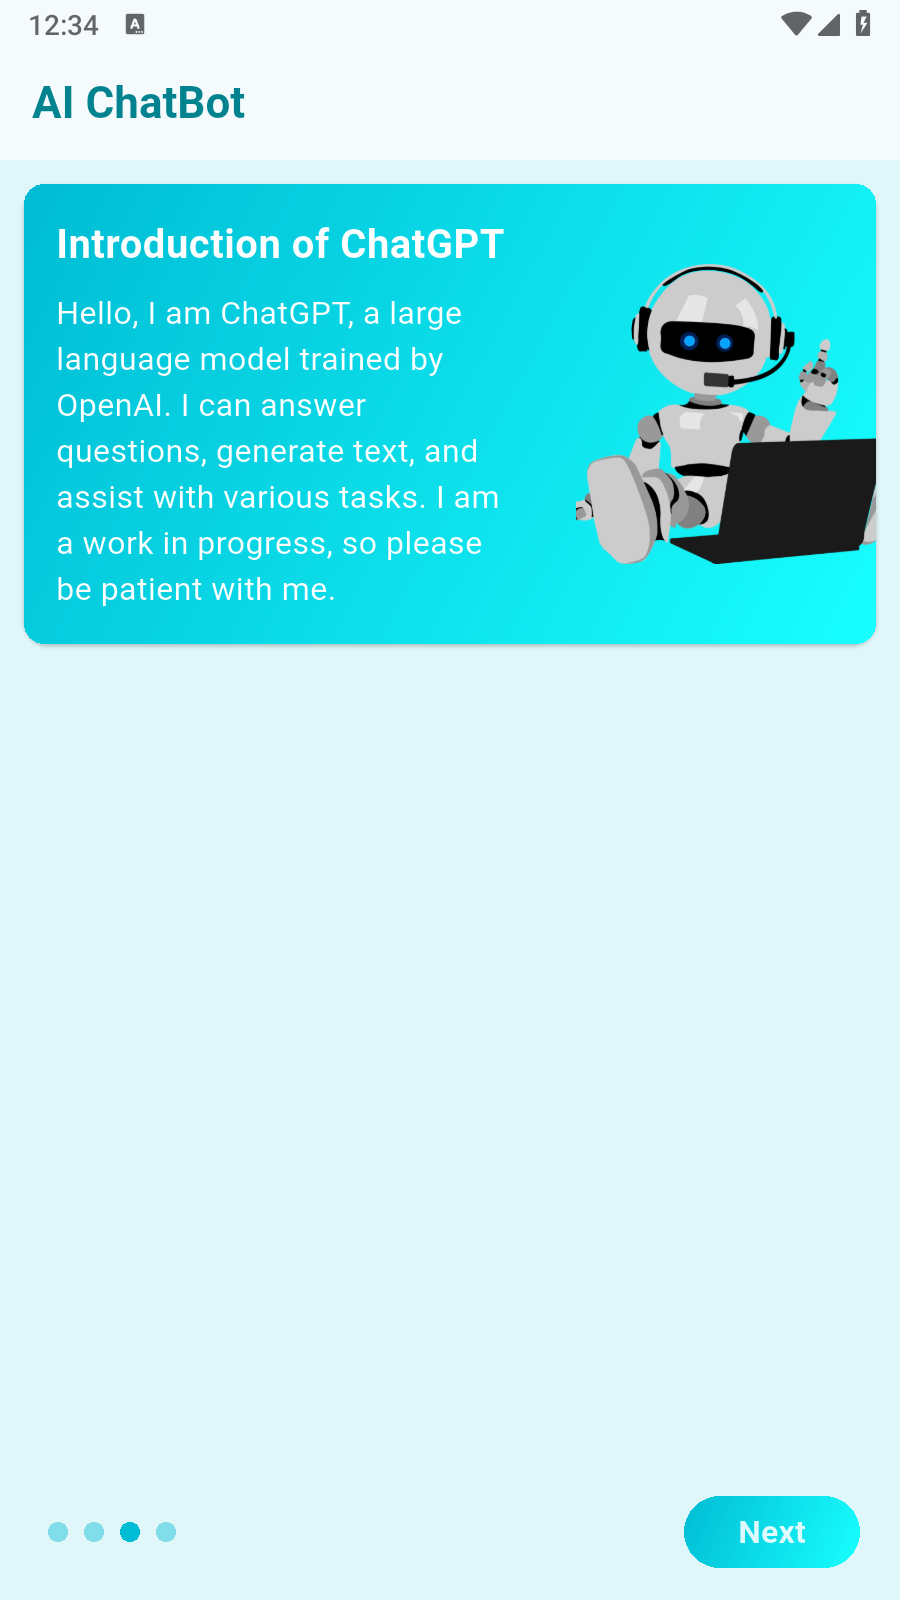 12:34
A
AI ChatBot
Introduction of ChatGPT
Hello, I am ChatGPT, a large
language model trained by
OpenAI. I can answer
questions, generate text, and
assist with various tasks. I am
a work in progress, so please
be patient with me.
Next